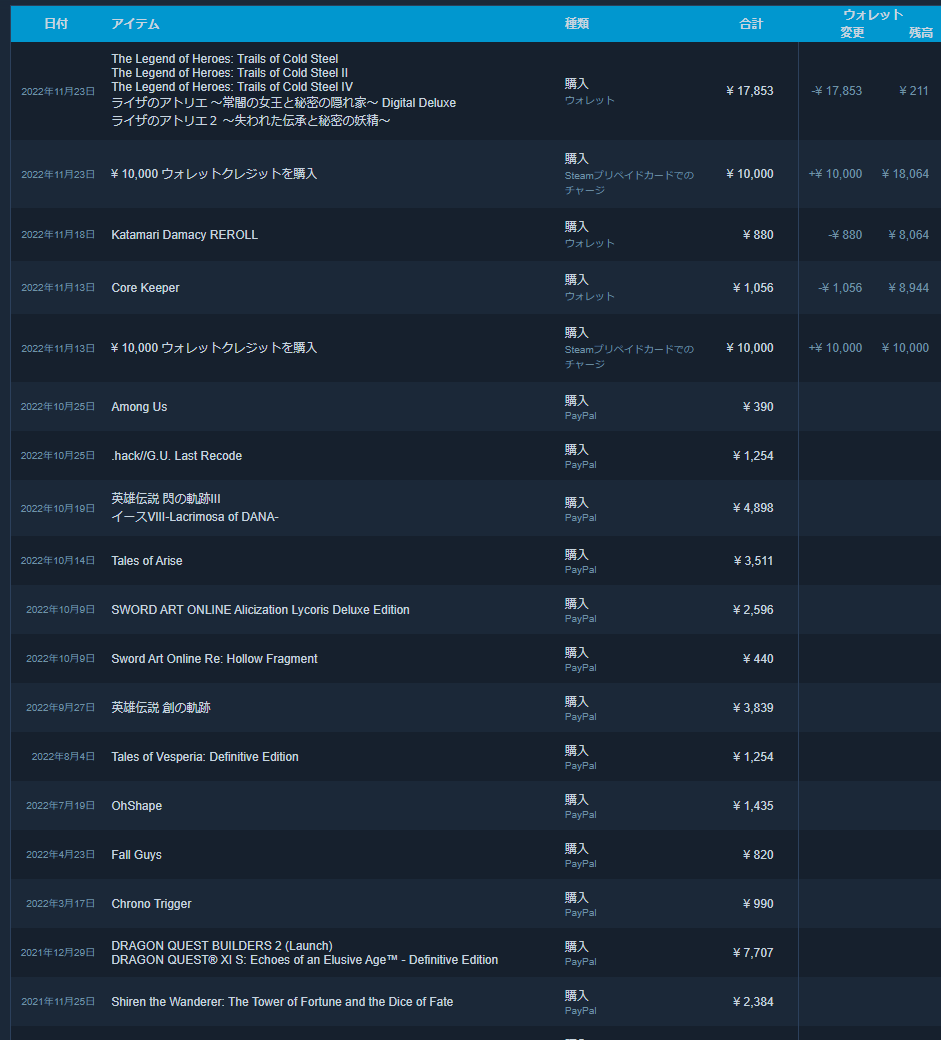 日付 アイテム 種類 合計 ウォレット
変更 残高
2022年11月23日 The Legend of Heroes: Trails of Cold Steel
The Legend of Heroes: Trails of Cold Steel II
The Legend of Heroes: Trails of Cold Steel IV
ライザのアトリエ ～常闇の女王と秘密の隠れ家～ Digital Deluxe
ライザのアトリエ２ ～失われた伝承と秘密の妖精～
購入
ウォレット
¥ 17,853 -¥ 17,853 ¥ 211
2022年11月23日 ¥ 10,000 ウォレットクレジットを購入
購入
Steamプリペイドカードでの
チャージ
¥ 10,000 +¥ 10,000 ¥ 18,064
2022年11月18日 Katamari Damacy REROLL
購入
ウォレット
¥ 880 -¥ 880 ¥ 8,064
2022年11月13日 Core Keeper
購入
ウォレット
¥ 1,056 -¥ 1,056 ¥ 8,944
2022年11月13日 ¥ 10,000 ウォレットクレジットを購入
購入
Steamプリペイドカードでの
チャージ
¥ 10,000 +¥ 10,000 ¥ 10,000
2022年10月25日 Among Us
購入
PayPal
¥ 390
2022年10月25日 .hack//G.U. Last Recode
購入
PayPal
¥ 1,254
2022年10月19日 英雄伝説 閃の軌跡III
イースVIII-Lacrimosa of DANA-
購入
PayPal
¥ 4,898
2022年10月14日 Tales of Arise
購入
PayPal
¥ 3,511
2022年10月9日 SWORD ART ONLINE Alicization Lycoris Deluxe Edition
購入
PayPal
¥ 2,596
2022年10月9日 Sword Art Online Re: Hollow Fragment
購入
PayPal
¥ 440
2022年9月27日 英雄伝説 創の軌跡
購入
PayPal
¥ 3,839
2022年8月4日 Tales of Vesperia: Definitive Edition
購入
PayPal
¥ 1,254
2022年7月19日 OhShape
購入
PayPal
¥ 1,435
2022年4月23日 Fall Guys
購入
PayPal
¥ 820
2022年3月17日 Chrono Trigger
購入
PayPal
¥ 990
2021年12月29日 DRAGON QUEST BUILDERS 2 (Launch)
DRAGON QUEST® XI S: Echoes of an Elusive Age™ - Definitive Edition
購入
PayPal
¥ 7,707
2021年11月25日 Shiren the Wanderer: The Tower of Fortune and the Dice of Fate
購入
PayPal
¥ 2,384